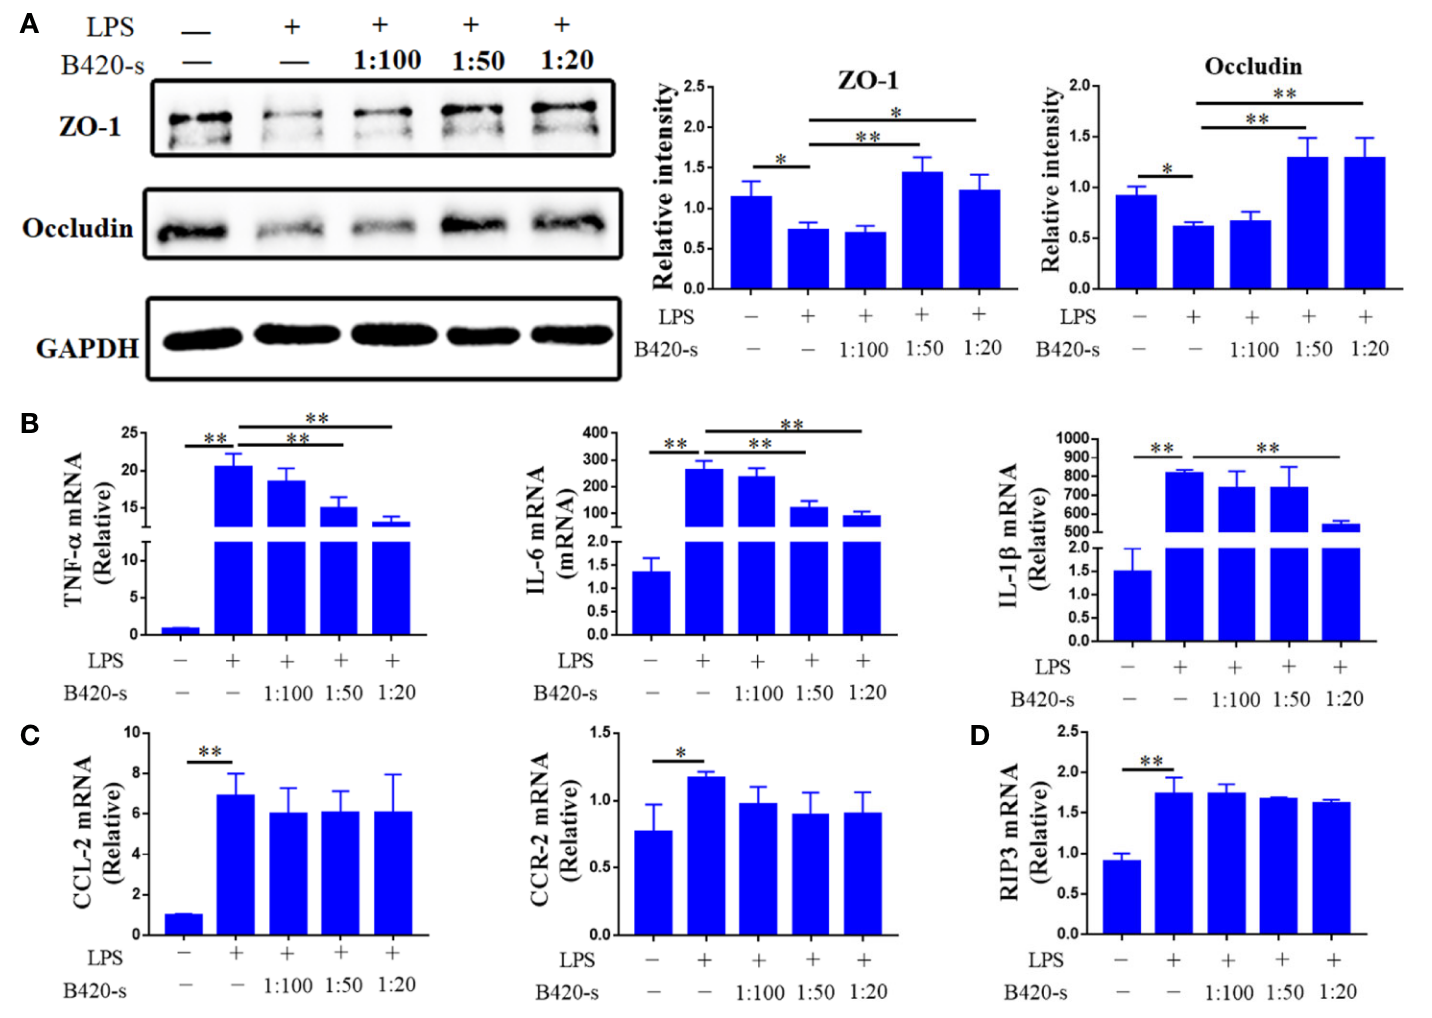 A
LPS — + + + +
B420-s — — 1:100 1:50 1:20
ZO-1
Occludin
GAPDH
ZO-1
Relative intensity
2.5
2.0
1.5
1.0
0.5
0.0
* ** *
LPS − + + + +
B420-s − − 1:100 1:50 1:20
Occludin
Relative intensity
2.0
1.5
1.0
0.5
0.0
* ** **
LPS − + + + +
B420-s − − 1:100 1:50 1:20
B
TNF-α mRNA
(Relative)
25
20
15
10
5
0
** ** **
LPS − + + + +
B420-s − − 1:100 1:50 1:20
IL-6 mRNA
(mRNA)
400
300
200
100
2.0
1.5
1.0
0.5
0.0
** ** **
LPS − + + + +
B420-s − − 1:100 1:50 1:20
IL-1β mRNA
(Relative)
1000
900
800
700
600
500
2.0
1.5
1.0
0.5
0.0
** **
LPS − + + + +
B420-s − − 1:100 1:50 1:20
C
CCL-2 mRNA
(Relative)
10
8
6
4
2
0
**
LPS − + + + +
B420-s − − 1:100 1:50 1:20
CCR-2 mRNA
(Relative)
1.5
1.0
0.5
0.0
*
LPS − + + + +
B420-s − − 1:100 1:50 1:20
D
RIP3 mRNA
(Relative)
2.5
2.0
1.5
1.0
0.5
0.0
**
LPS − + + + +
B420-s − − 1:100 1:50 1:20